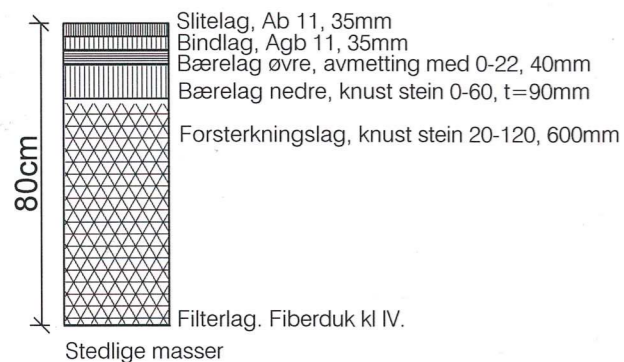 Slitelag, Ab 11, 35mm
Bindlag, Agb 11, 35mm
Bærelag øvre, avmetting med 0-22, 40mm
Bærelag nedre, knust stein 0-60, t=90mm
Forsterkningslag, knust stein 20-120, 600mm
80cm
Filterlag. Fiberduk kl IV.
Stedlige masser